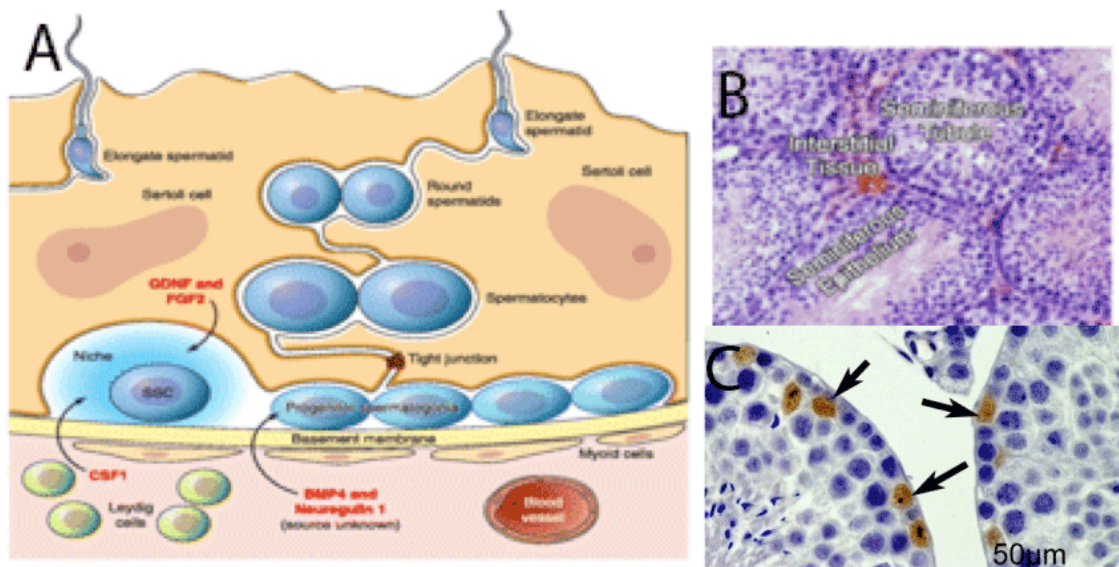 A
Elongate spermatid
Elongate
spermatid
Sertoli cell
Round
spermatids
Sertoli cell
GDNF and
FGF2
Spermatocytes
Niche
Tight junction
SSC
Progenitor spermatogonia
Basement membrane
Myoid cells
CSF1
Leydig
cells
BMP4 and
Neuregulin 1
(source unknown)
Blood
vessel
B
Seminiferous
Tubule
Interstitial
Tissue
Seminiferous
Epithelium
C
50µm